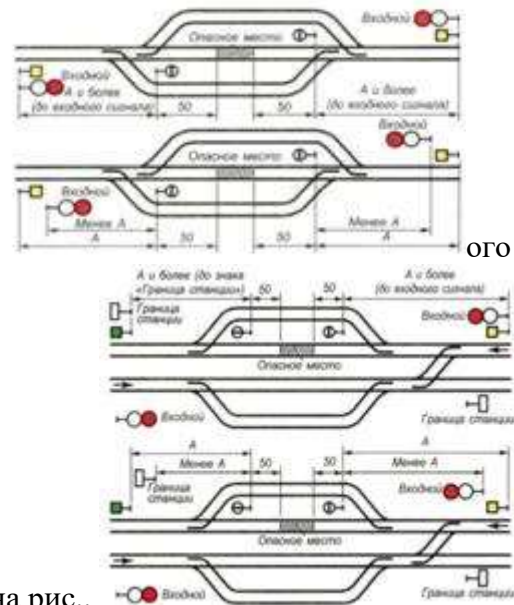 Опасное место Входной
Входной
А и более
(до входного сигнала)
50 50
А и более
(до входного сигнала)
Входной
Опасное место
Входной
Менее А 50 50 Менее А
А А
ого
А и более (до знака
«Граница станции»)
50 50
А и более
(до входного сигнала)
Граница
станции
Входной
Опасное место
Входной
Граница станции
А А
Менее А 50 50 Менее А
Граница
станции
Входной
Опасное место
на рис..
Входной
Граница станции